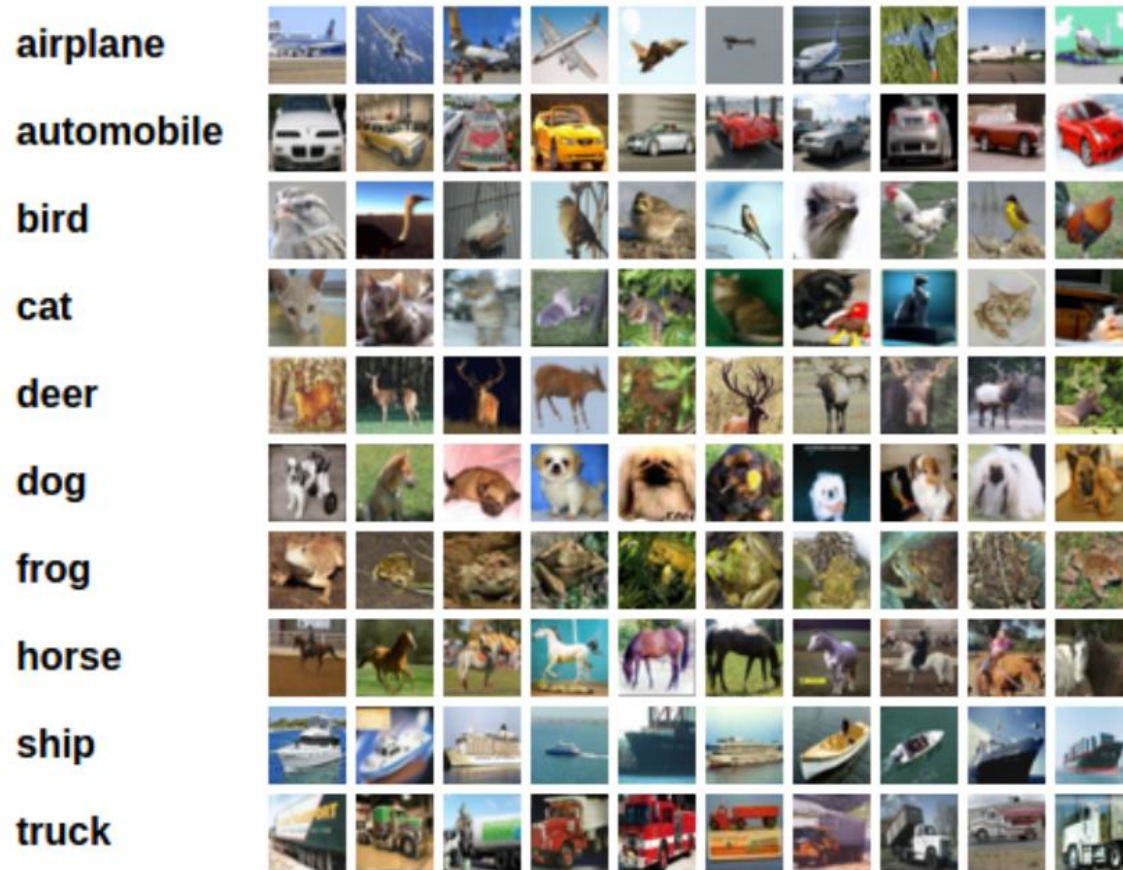 airplane
automobile
bird
cat
deer
dog
frog
horse
ship
truck